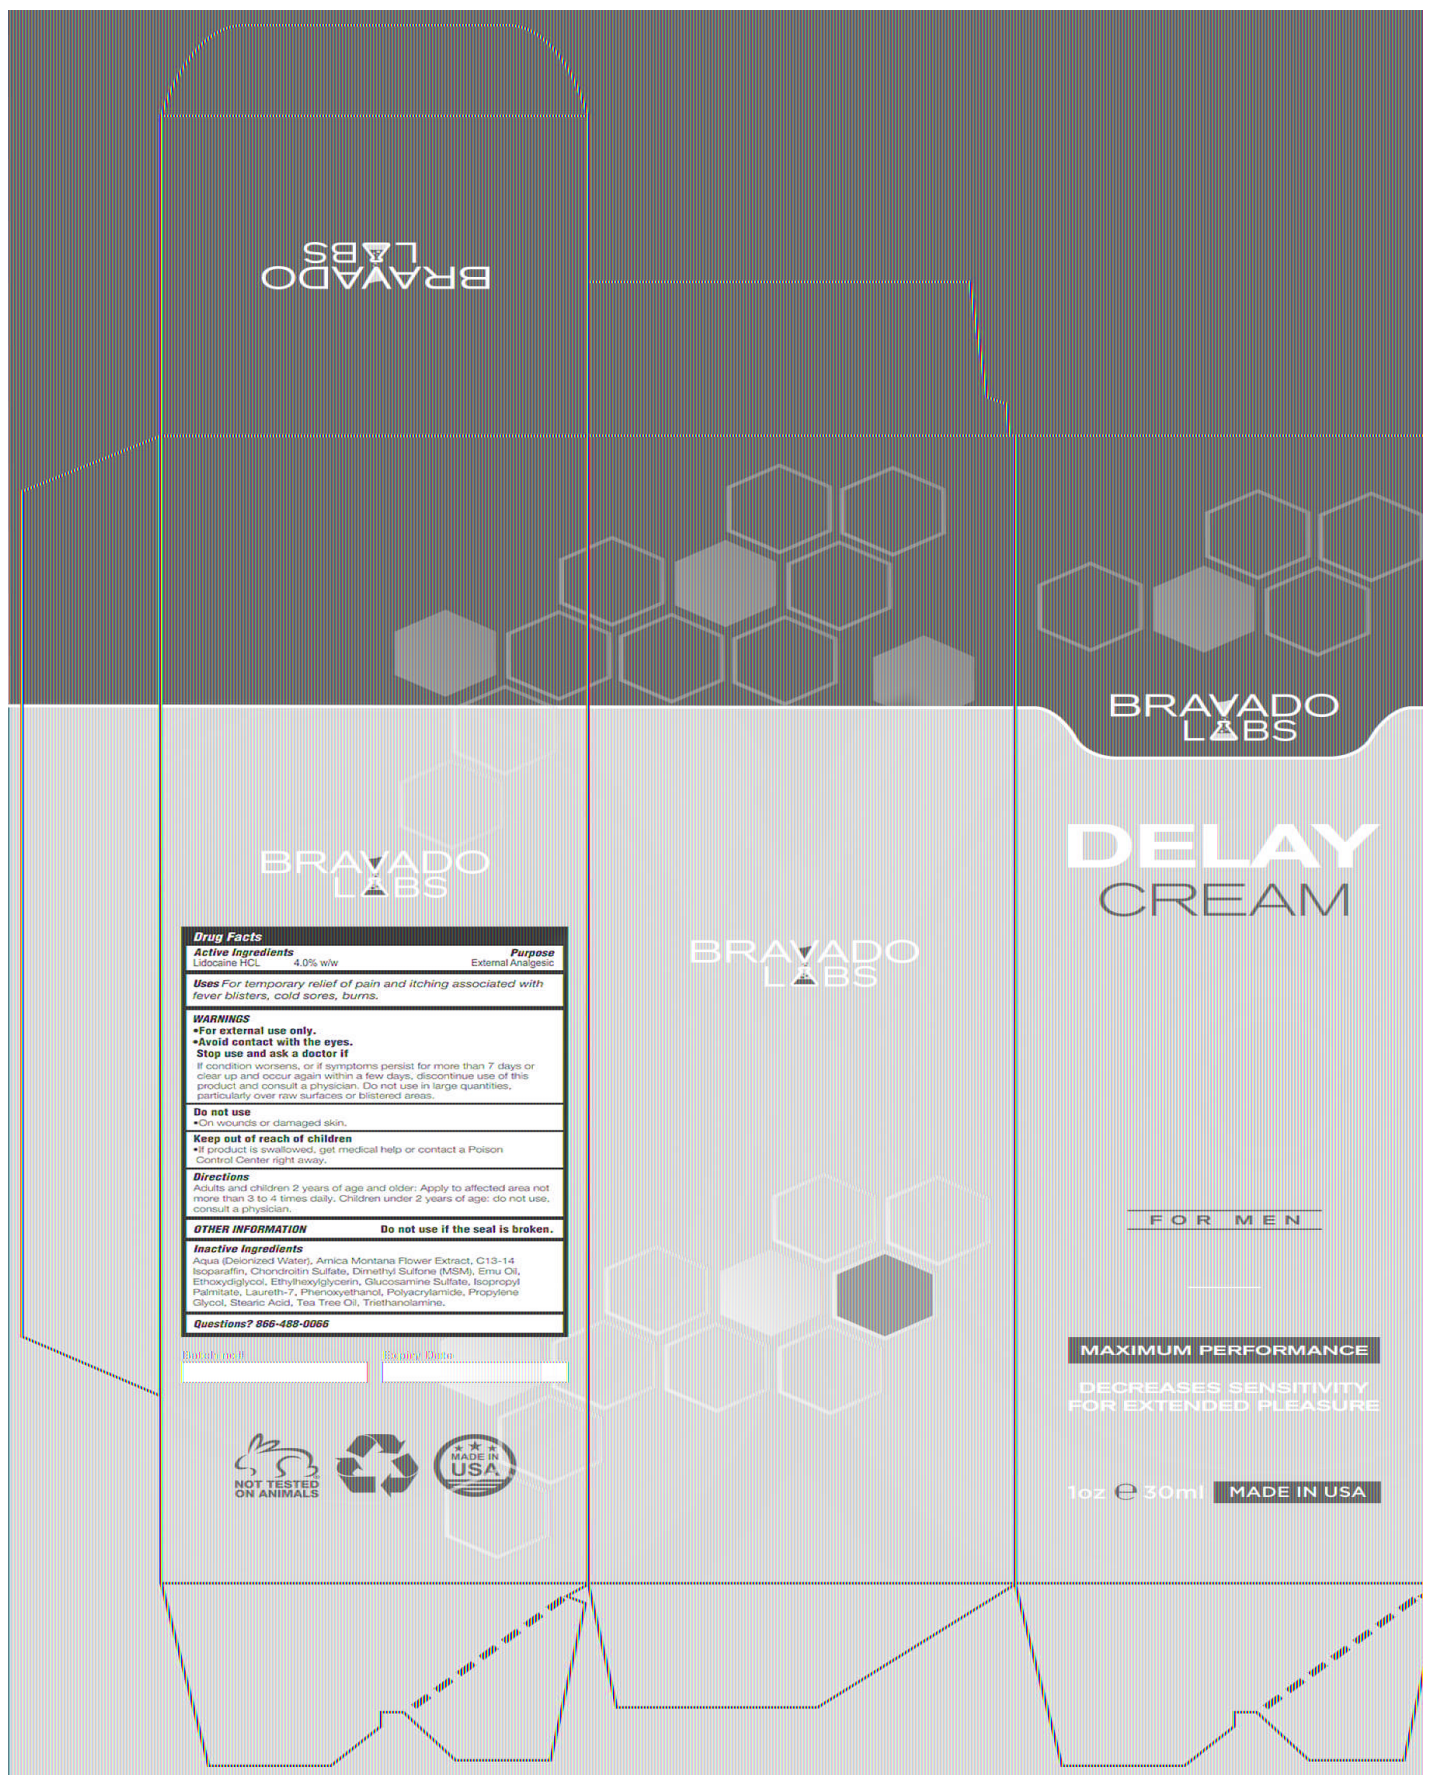 BRAVADO
LABS
BRAVADO
LABS
DELAY
CREAM
FOR MEN
MAXIMUM PERFORMANCE
DECREASES SENSITIVITY
FOR EXTENDED PLEASURE
1oz e 30ml MADE IN USA
BRAVADO
LABS
BRAVADO
LABS
Drug Facts
Active Ingredients Purpose
Lidocaine HCL 4.0% w/w External Analgesic
Uses For temporary relief of pain and itching associated with
fever blisters, cold sores, burns.
WARNINGS
•For external use only.
•Avoid contact with the eyes.
Stop use and ask a doctor if
If condition worsens, or if symptoms persist for more than 7 days or
clear up and occur again within a few days, discontinue use of this
product and consult a physician. Do not use in large quantities,
particularly over raw surfaces or blistered areas.
Do not use
•On wounds or damaged skin.
Keep out of reach of children
•If product is swallowed, get medical help or contact a Poison
Control Center right away.
Directions
Adults and children 2 years of age and older: Apply to affected area not
more than 3 to 4 times daily. Children under 2 years of age: do not use,
consult a physician.
OTHER INFORMATION Do not use if the seal is broken.
Inactive Ingredients
Aqua (Deionized Water), Arnica Montana Flower Extract, C13-14
Isoparaffin, Chondroitin Sulfate, Dimethyl Sulfone (MSM), Emu Oil,
Ethoxydiglycol, Ethylhexylglycerin, Glucosamine Sulfate, Isopropyl
Palmitate, Laureth-7, Phenoxyethanol, Polyacrylamide, Propylene
Glycol, Stearic Acid, Tea Tree Oil, Triethanolamine.
Questions? 866-488-0066
Expiry Date
NOT TESTED
ON ANIMALS
MADE IN
USA